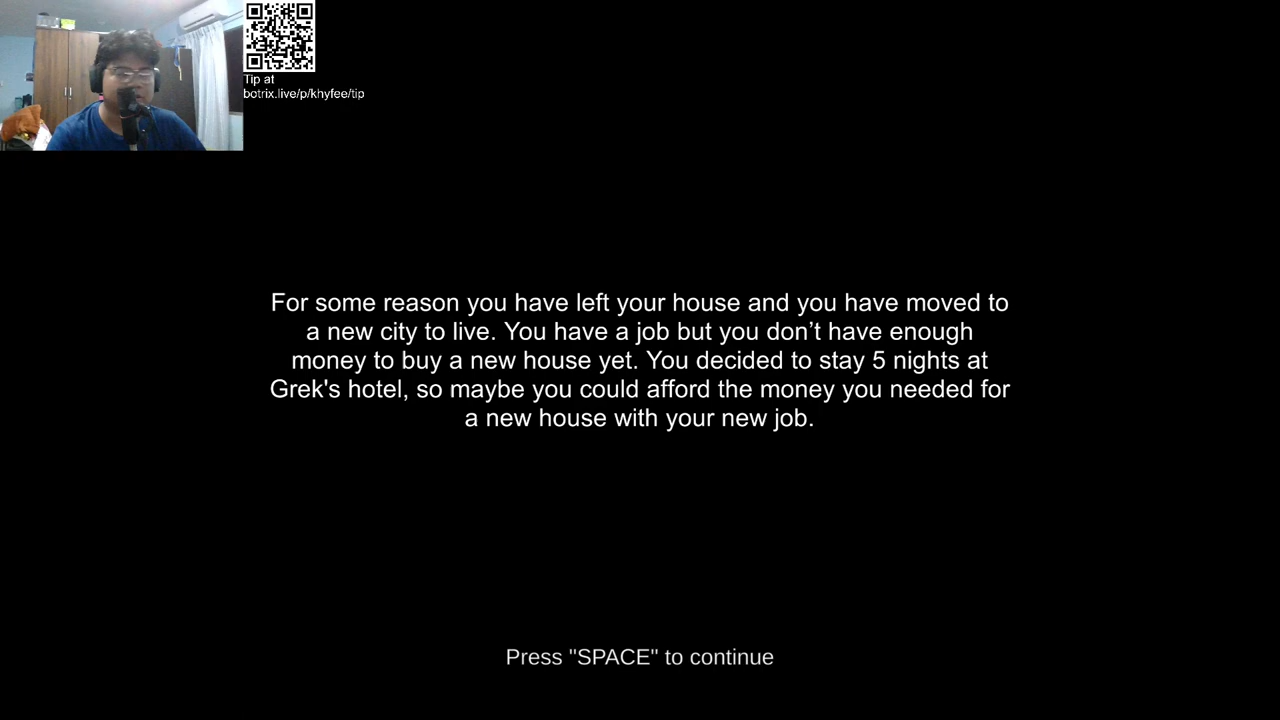 Tip at
botrix.live/p/khyfee/tip
For some reason you have left your house and you have moved to
a new city to live. You have a job but you don’t have enough
money to buy a new house yet. You decided to stay 5 nights at
Grek's hotel, so maybe you could afford the money you needed for
a new house with your new job.
Press "SPACE" to continue